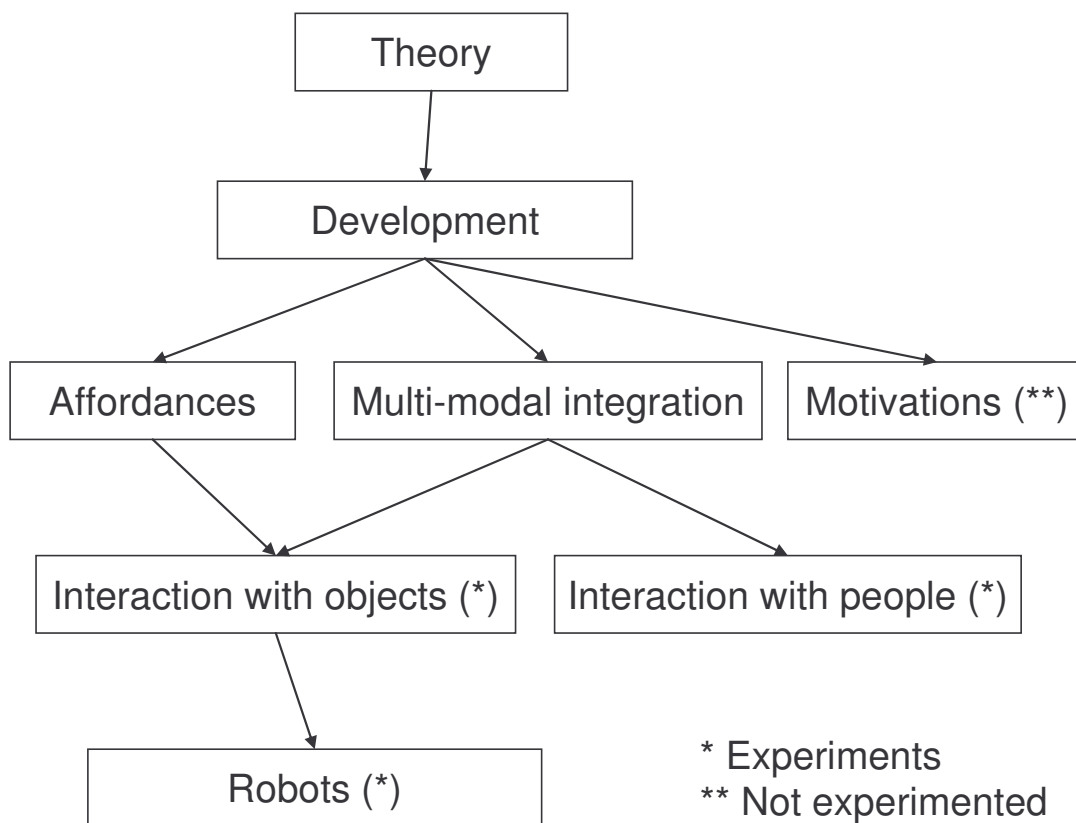 Theory
Development
Affordances
Multi-modal integration
Motivations (**)
Interaction with objects (*)
Interaction with people (*)
Robots (*)
* Experiments
** Not experimented